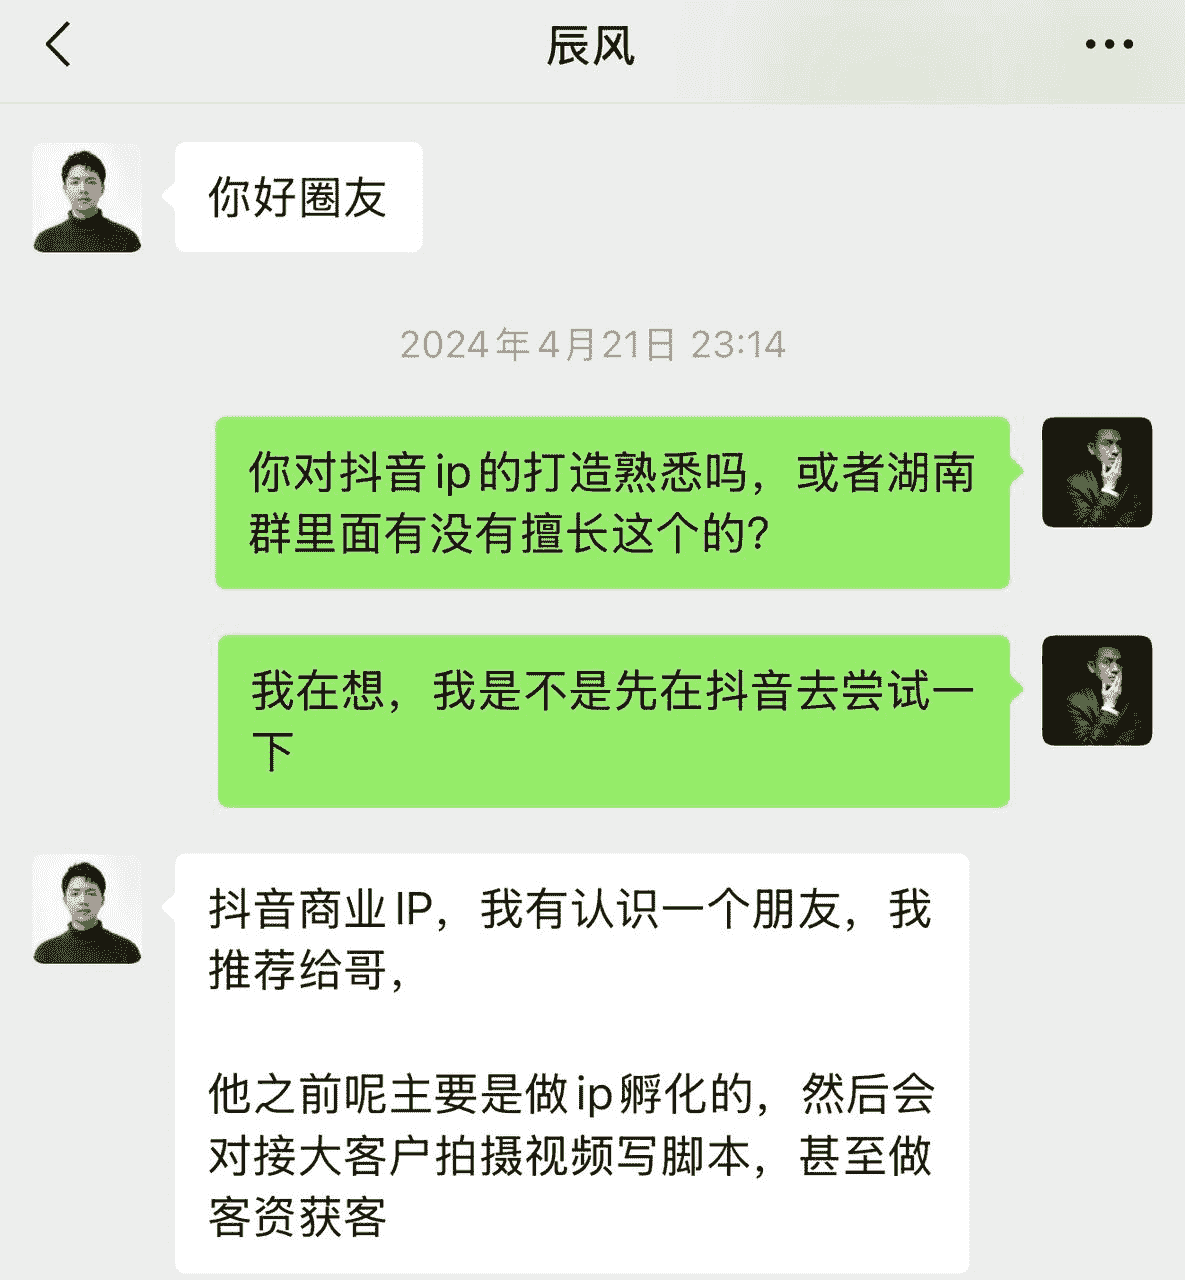 辰风
你好圈友
2024年4月21日 23:14
你对抖音ip的打造熟悉吗，或者湖南
群里面有没有擅长这个的？
我在想，我是不是先在抖音去尝试一
下
抖音商业IP，我有认识一个朋友，我
推荐给哥，
他之前呢主要是做ip孵化的，然后会
对接大客户拍摄视频写脚本，甚至做
客资获客